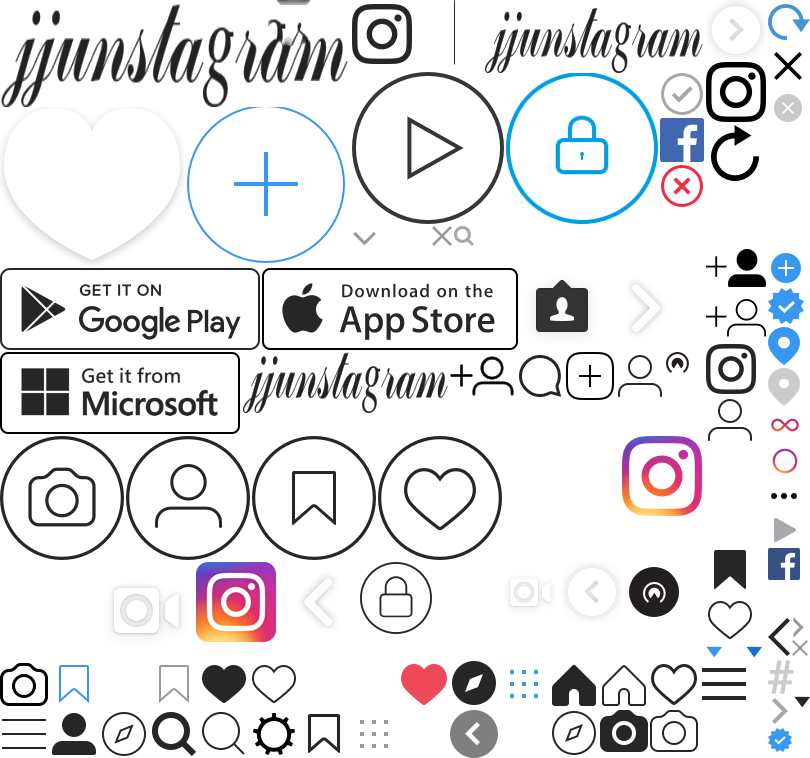 jjunstagram
jjunstagram
GET IT ON
Google Play
Download on the
App Store
Get it from
Microsoft
jjunstagram
#